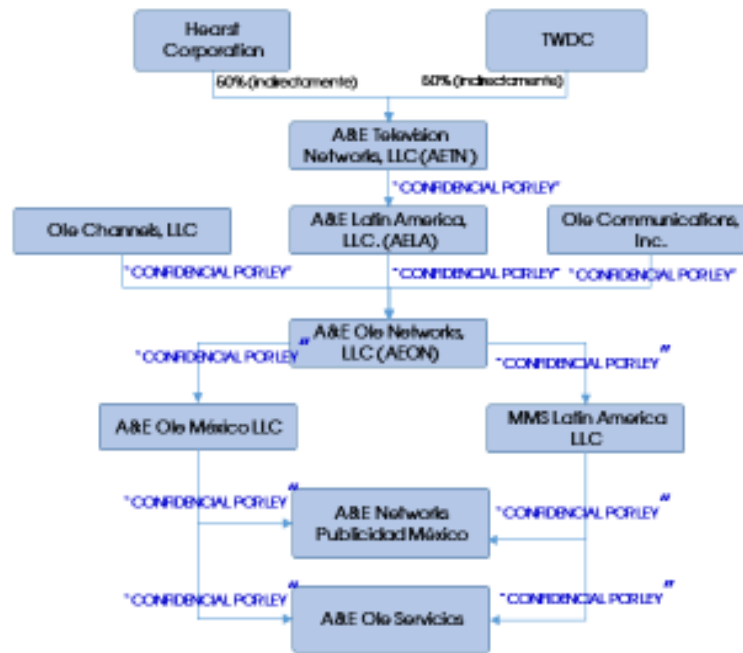 Hearst
Corporation
TWDC
50% (indirectamente)
50% (indirectamente)
A&E Television
Networks, LLC (AETN)
"CONFIDENCIAL POR LEY"
Ole Channels, LLC
A&E Latin America,
LLC. (AELA)
Ole Communications,
Inc.
"CONFIDENCIAL POR LEY"
"CONFIDENCIAL POR LEY"
"CONFIDENCIAL POR LEY"
A&E Ole Networks,
LLC (AEON)
"CONFIDENCIAL POR LEY"
"CONFIDENCIAL POR LEY"
A&E Ole México LLC
MMS Latin America
LLC
"CONFIDENCIAL POR LEY"
"CONFIDENCIAL POR LEY"
A&E Networks
Publicidad México
"CONFIDENCIAL POR LEY"
"CONFIDENCIAL POR LEY"
A&E Ole Servicios